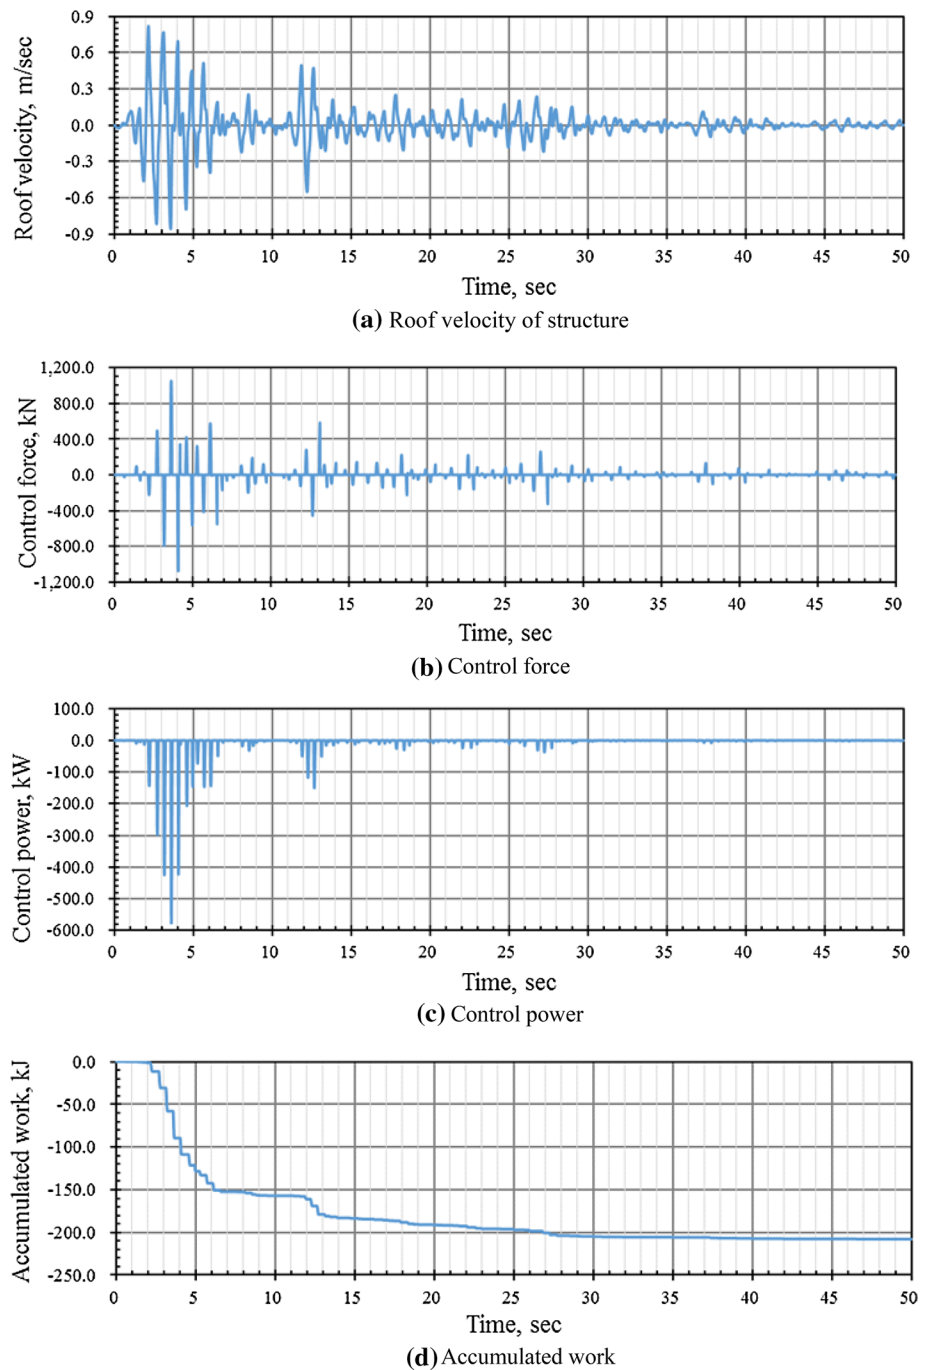 0.9
0.6
0.3
0.0
-0.3
-0.6
-0.9
Roof velocity, m/sec
0 5 10 15 20 25 30 35 40 45 50
Time, sec
(a) Roof velocity of structure
1,200.0
800.0
400.0
0.0
-400.0
-800.0
-1,200.0
Control force, kN
0 5 10 15 20 25 30 35 40 45 50
Time, sec
(b) Control force
100.0
0.0
-100.0
-200.0
-300.0
-400.0
-500.0
-600.0
Control power, kW
0 5 10 15 20 25 30 35 40 45 50
Time, sec
(c) Control power
0.0
-50.0
-100.0
-150.0
-200.0
-250.0
Accumulated work, kJ
0 5 10 15 20 25 30 35 40 45 50
Time, sec
(d) Accumulated work